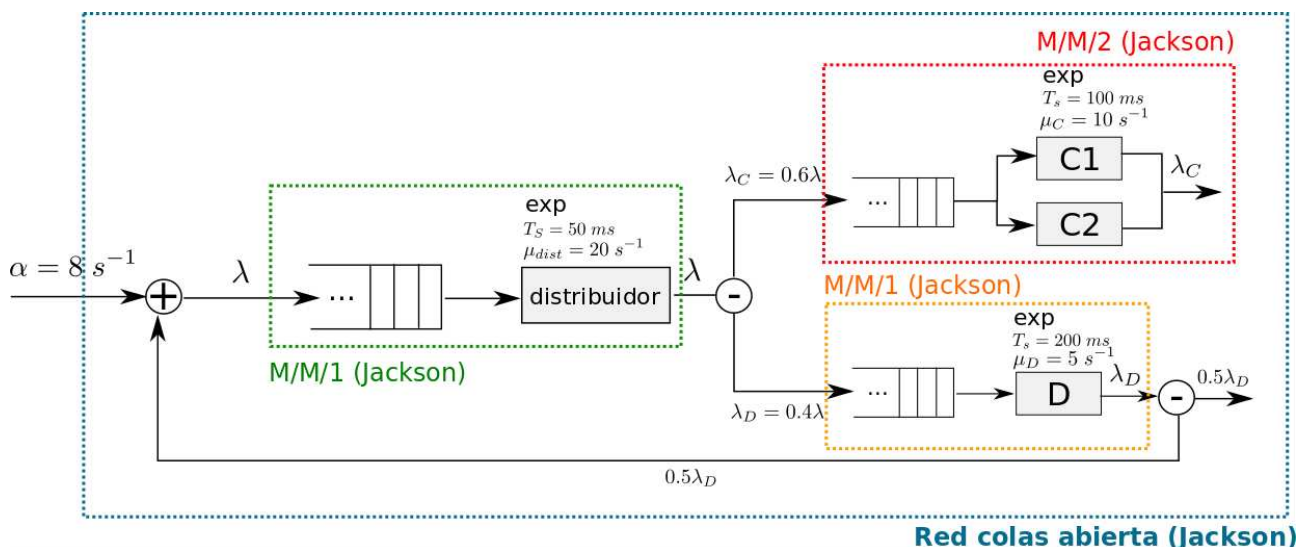 M/M/2 (Jackson)
exp
T_s = 100 ms
μ_C = 10 s^{-1}
C1
λ_C
λ_C = 0.6λ
...
C2
exp
T_S = 50 ms
μ_{dist} = 20 s^{-1}
α = 8 s^{-1}
+
λ
...
distribuidor
λ
-
M/M/1 (Jackson)
M/M/1 (Jackson)
exp
T_s = 200 ms
μ_D = 5 s^{-1}
...
D
λ_D
-
0.5λ_D
λ_D = 0.4λ
0.5λ_D
Red colas abierta (Jackson)